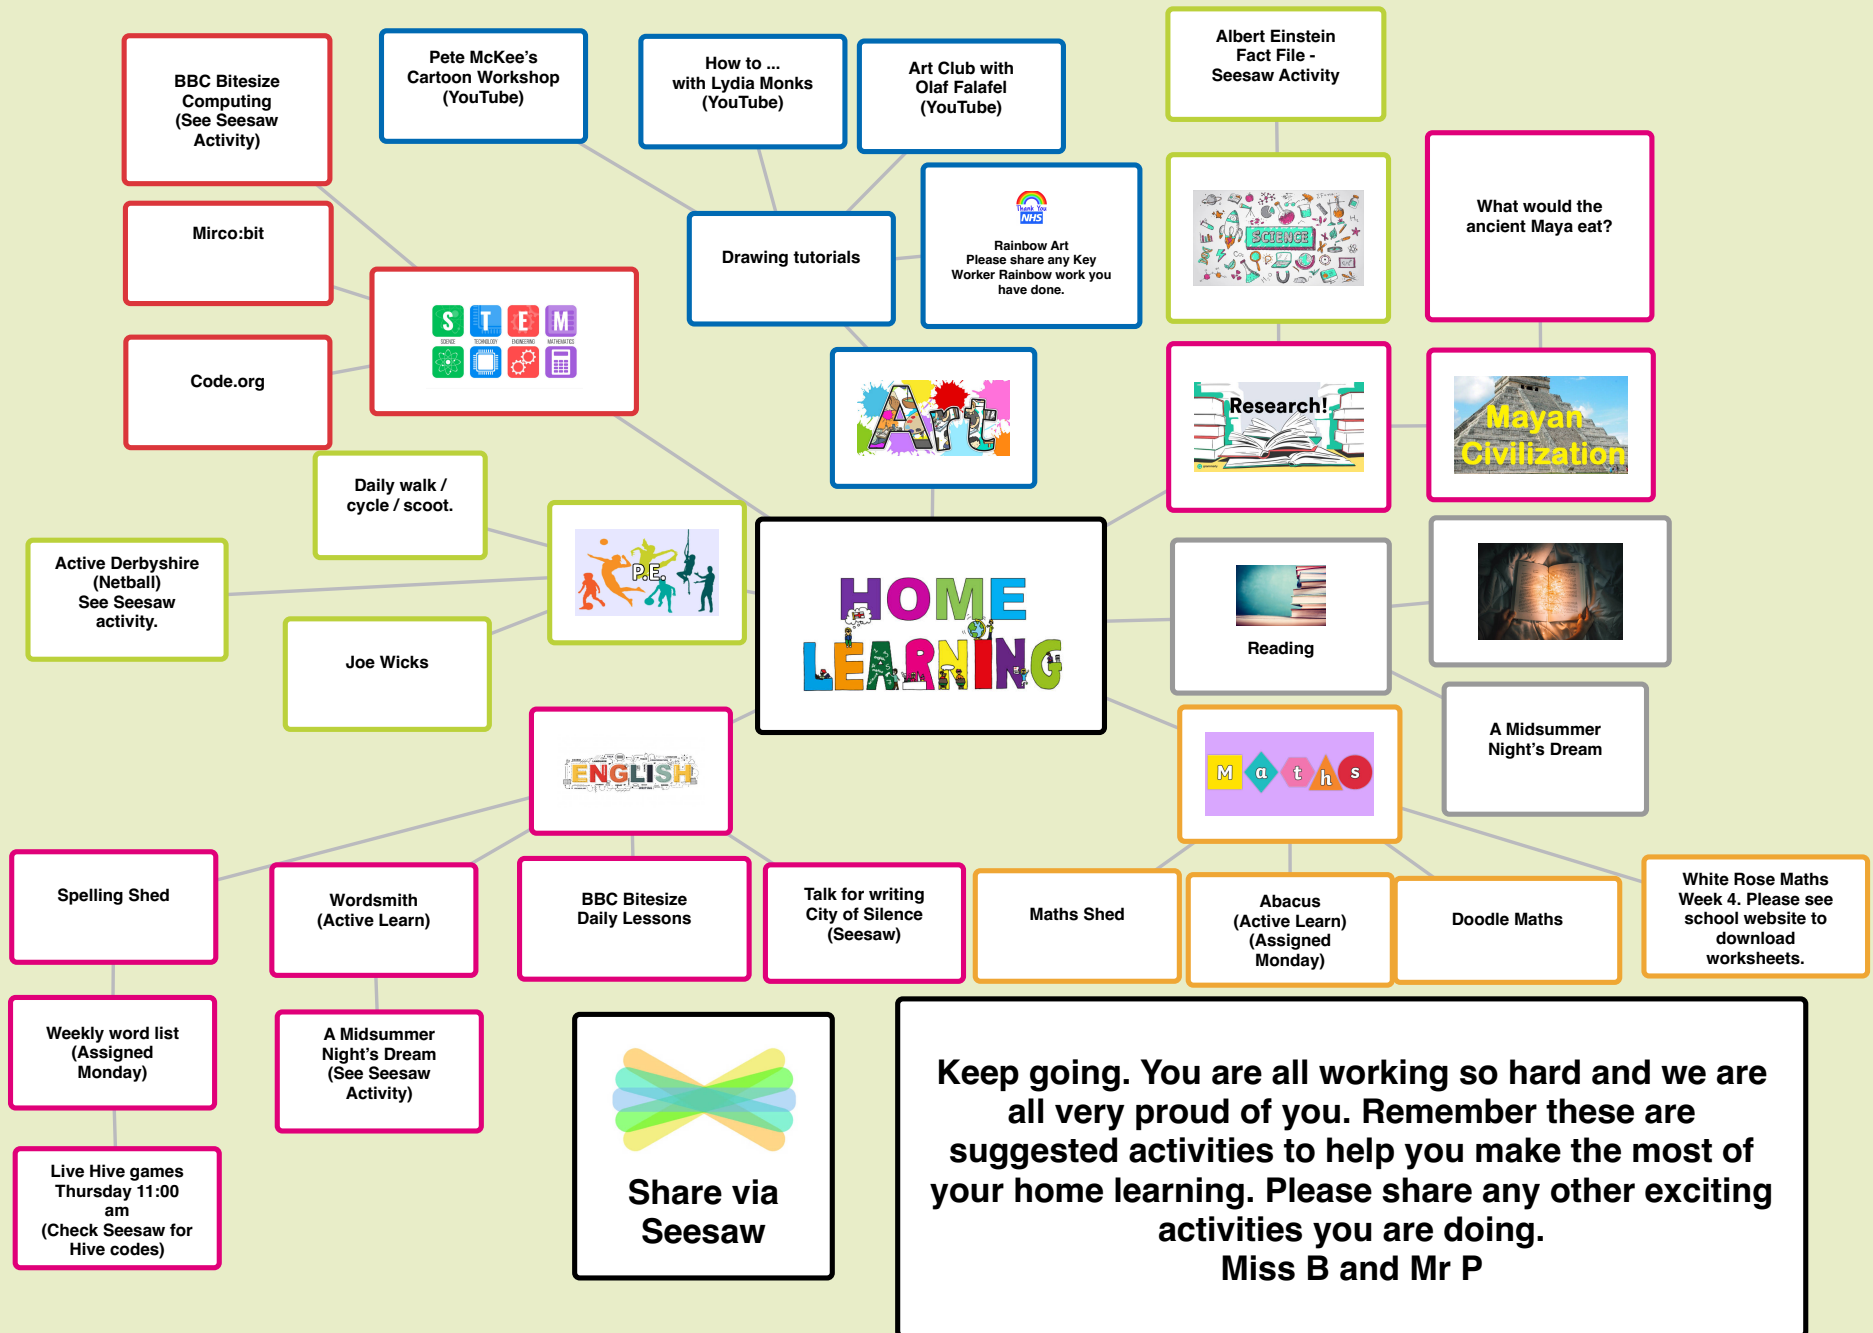 BBC Bitesize
Computing
(See Seesaw
Activity)
Pete McKee's
Cartoon Workshop
(YouTube)
How to ...
with Lydia Monks
(YouTube)
Art Club with
Olaf Falafel
(YouTube)
Albert Einstein
Fact File -
Seesaw Activity
Mirco:bit
Code.org
STEM
SCIENCE TECHNOLOGY ENGINEERING MATHEMATICS
Drawing tutorials
Thank You
NHS
Rainbow Art
Please share any Key
Worker Rainbow work you
have done.
SCIENCE
What would the
ancient Maya eat?
Art
Research!
Mayan
Civilization
Daily walk /
cycle / scoot.
Active Derbyshire
(Netball)
See Seesaw
activity.
Joe Wicks
P.E.
HOME
LEARNING
Reading
A Midsummer
Night's Dream
ENGLISH
Maths
Spelling Shed
Wordsmith
(Active Learn)
BBC Bitesize
Daily Lessons
Talk for writing
City of Silence
(Seesaw)
Maths Shed
Abacus
(Active Learn)
(Assigned
Monday)
Doodle Maths
White Rose Maths
Week 4. Please see
school website to
download
worksheets.
Weekly word list
(Assigned
Monday)
A Midsummer
Night's Dream
(See Seesaw
Activity)
Live Hive games
Thursday 11:00
am
(Check Seesaw for
Hive codes)
Share via
Seesaw
Keep going. You are all working so hard and we are
all very proud of you. Remember these are
suggested activities to help you make the most of
your home learning. Please share any other exciting
activities you are doing.
Miss B and Mr P